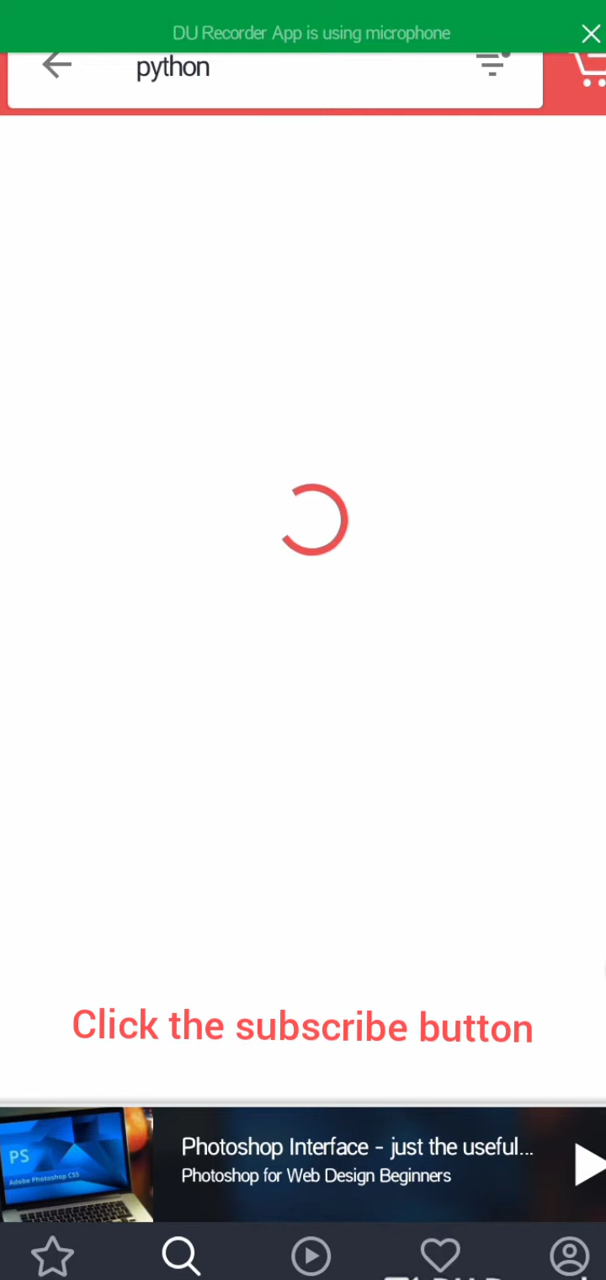 DU Recorder App is using microphone
python
Click the subscribe button
PS
Adobe Photoshop CS5
Photoshop Interface - just the useful...
Photoshop for Web Design Beginners